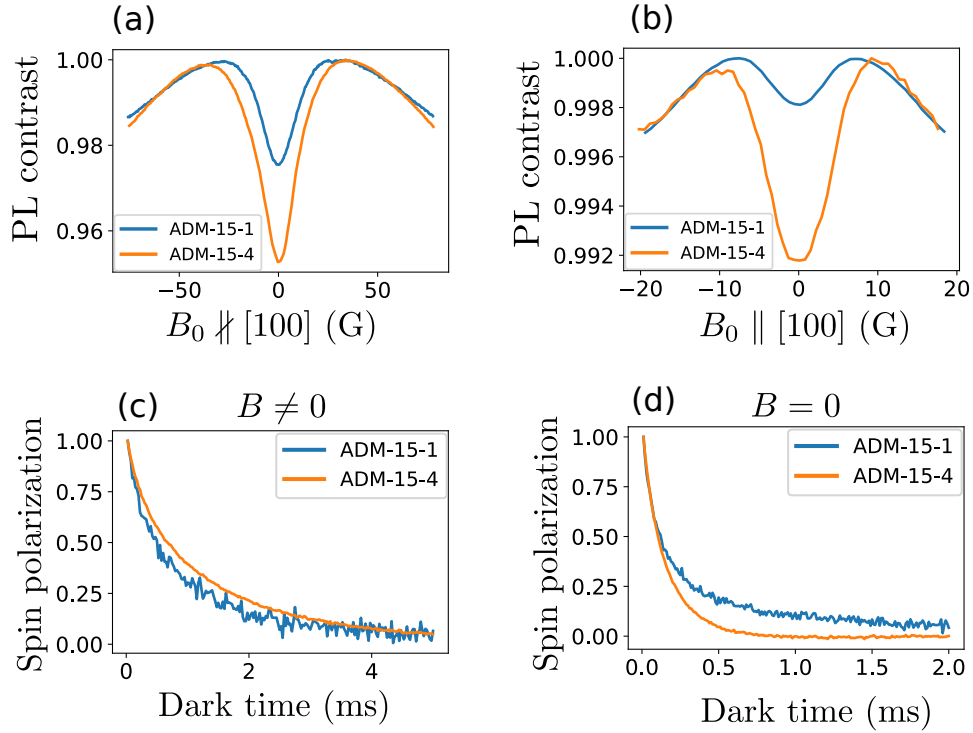 (a)
PL contrast
1.00
0.98
0.96
ADM-15-1
ADM-15-4
−50
0
50
B₀ ∦ [100] (G)
(b)
PL contrast
1.000
0.998
0.996
0.994
0.992
ADM-15-1
ADM-15-4
−20
−10
0
10
20
B₀ ∥ [100] (G)
(c)
B ≠ 0
Spin polarization
1.00
0.75
0.50
0.25
0.00
ADM-15-1
ADM-15-4
0
2
4
Dark time (ms)
(d)
B = 0
Spin polarization
1.00
0.75
0.50
0.25
0.00
ADM-15-1
ADM-15-4
0.0
0.5
1.0
1.5
2.0
Dark time (ms)